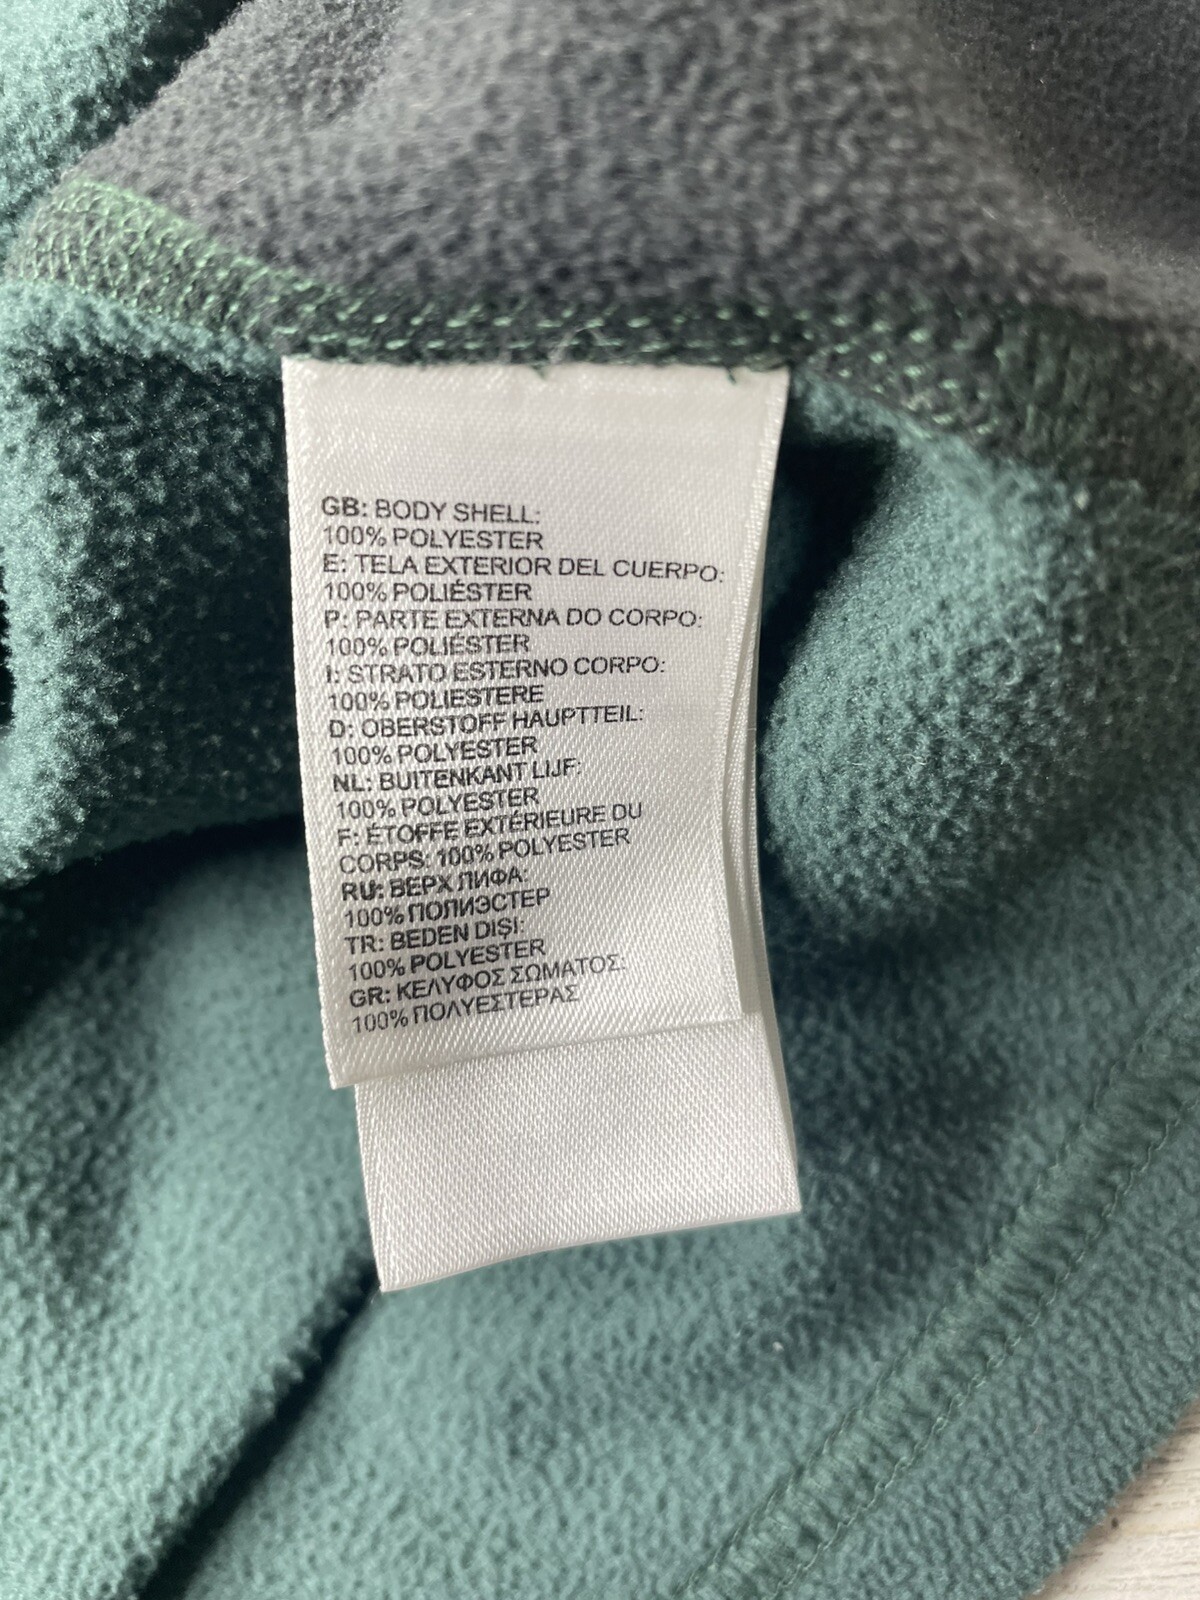 GB: BODY SHELL:
100% POLYESTER
E: TELA EXTERIOR DEL CUERPO:
100% POLIÉSTER
P: PARTE EXTERNA DO CORPO:
100% POLIÉSTER
I: STRATO ESTERNO CORPO:
100% POLIESTERE
D: OBERSTOFF HAUPTTEIL:
100% POLYESTER
NL: BUITENKANT LIJF:
100% POLYESTER
F: ÉTOFFE EXTÉRIEURE DU
CORPS: 100% POLYESTER
RU: ВЕРХ ЛИФА:
100% ПОЛИЭСТЕР
TR: BEDEN DIŞI:
100% POLYESTER
GR: ΚΕΛΥΦΟΣ ΣΩΜΑΤΟΣ:
100% ΠΟΛΥΕΣΤΕΡΑΣ